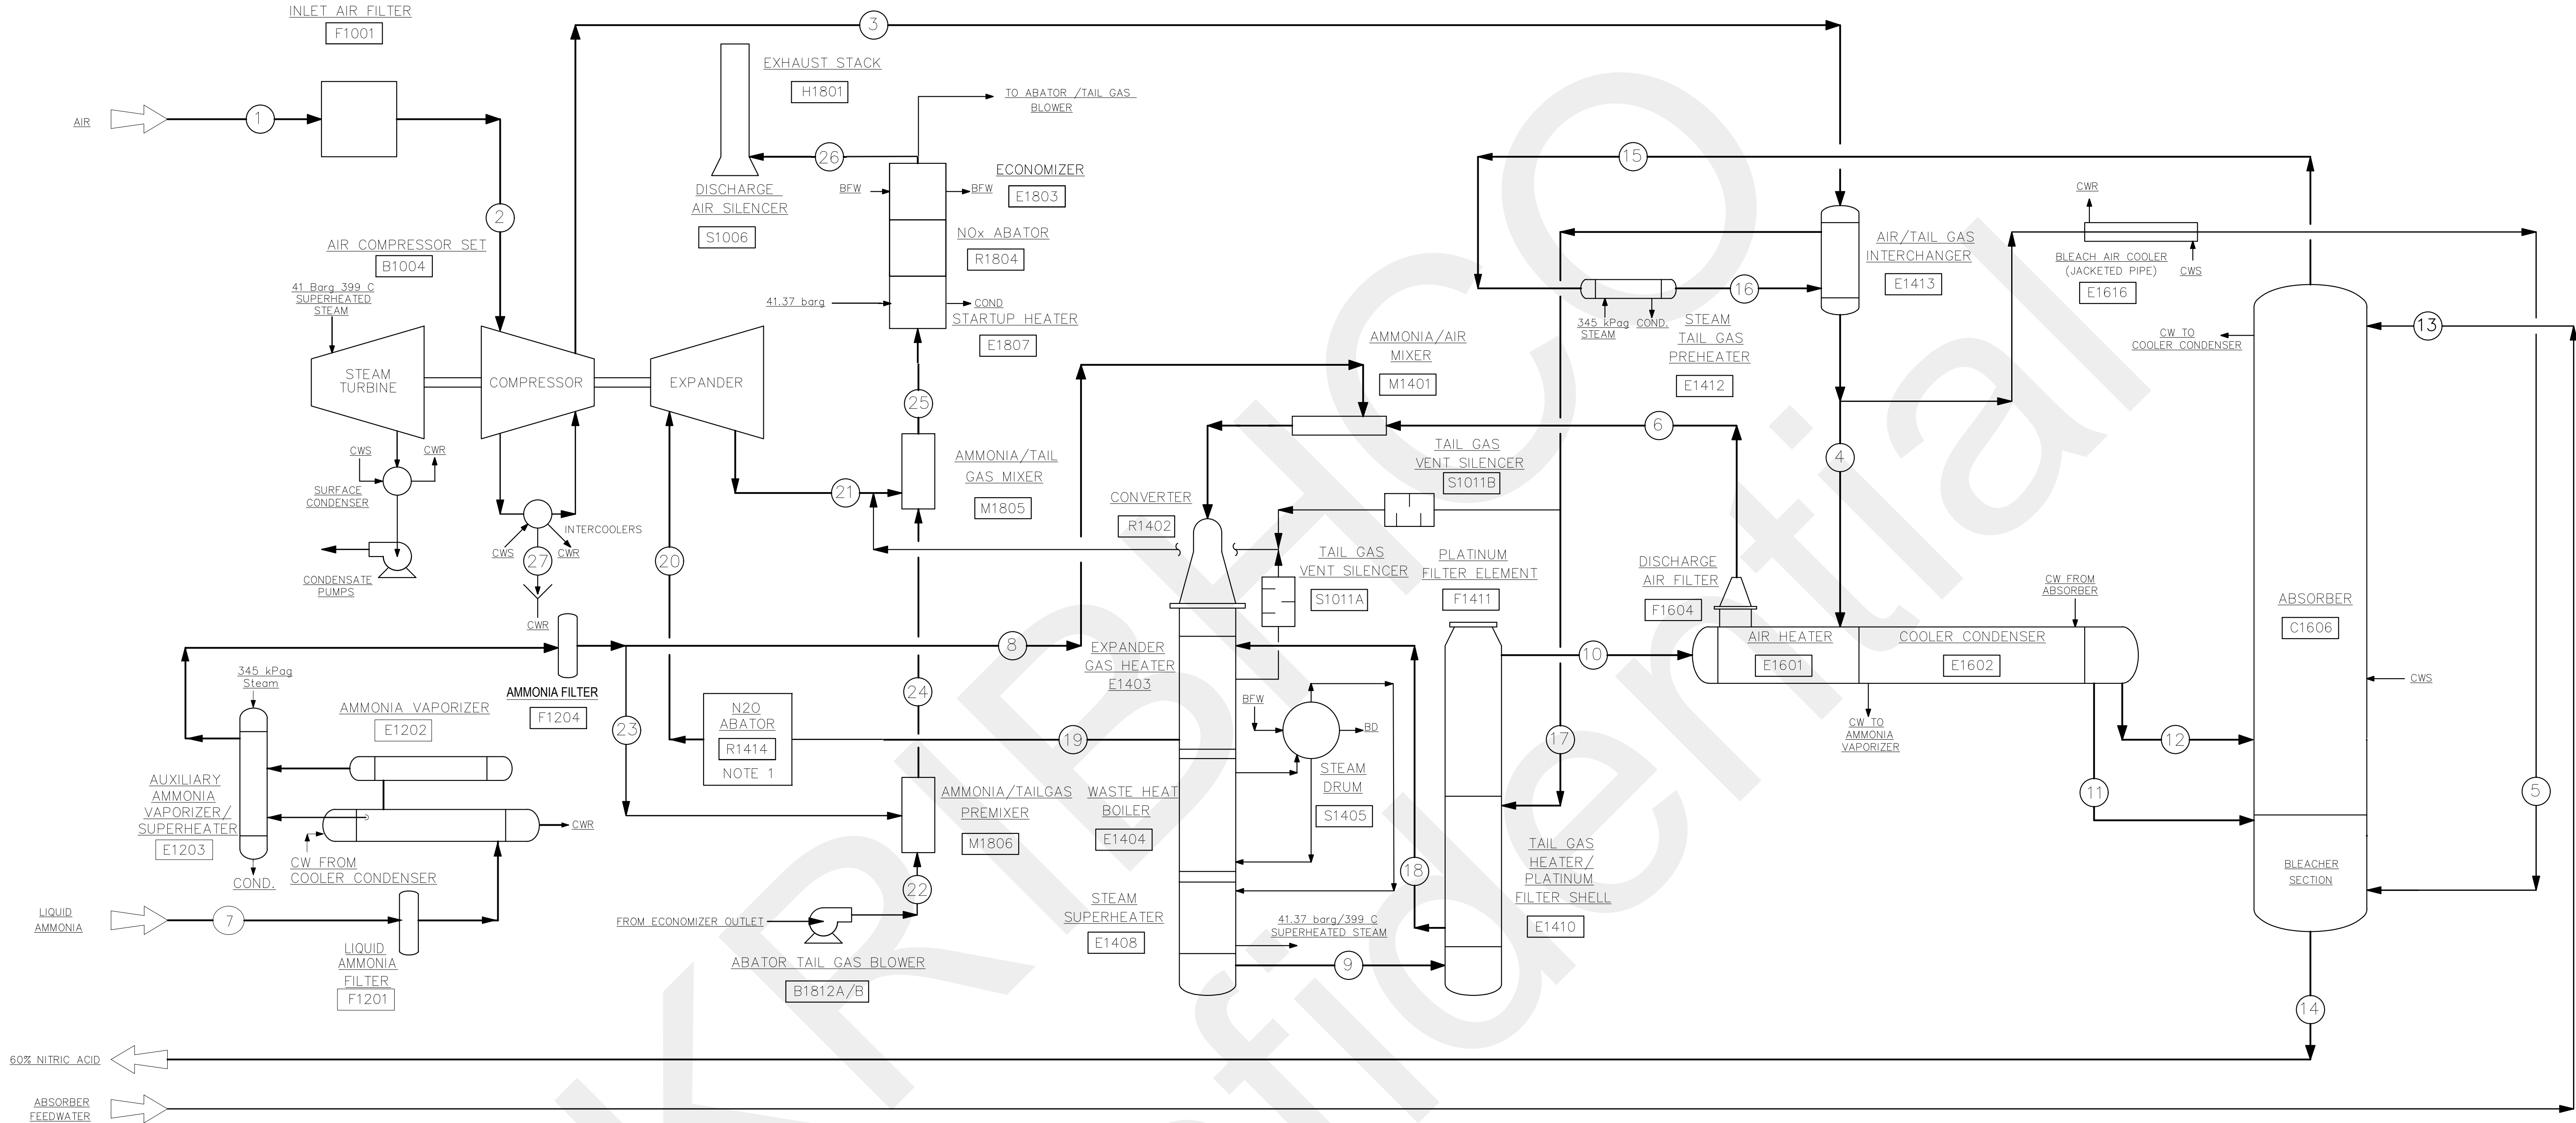 INLET AIR FILTER
F1001
AIR
1
2
3
AIR COMPRESSOR SET
B1004
41 Barg 399 C
SUPERHEATED
STEAM
STEAM
TURBINE
COMPRESSOR
EXPANDER
CWS
CWR
SURFACE
CONDENSER
CONDENSATE
PUMPS
INTERCOOLERS
CWS
CWR
27
CWR
EXHAUST STACK
H1801
DISCHARGE
AIR SILENCER
S1006
26
TO ABATOR /TAIL GAS
BLOWER
ECONOMIZER
E1803
BFW
BFW
NOx ABATOR
R1804
41.37 barg
COND
STARTUP HEATER
E1807
25
AMMONIA/TAIL
GAS MIXER
M1805
21
20
24
8
23
AMMONIA FILTER
F1204
345 kPag
Steam
AMMONIA VAPORIZER
E1202
AUXILIARY
AMMONIA
VAPORIZER/
SUPERHEATER
E1203
CWR
CW FROM
COOLER CONDENSER
COND.
LIQUID
AMMONIA
7
LIQUID
AMMONIA
FILTER
F1201
N2O
ABATOR
R1414
NOTE 1
19
AMMONIA/TAILGAS
PREMIXER
M1806
22
FROM ECONOMIZER OUTLET
ABATOR TAIL GAS BLOWER
B1812A/B
AMMONIA/AIR
MIXER
M1401
6
TAIL GAS
VENT SILENCER
S1011B
CONVERTER
R1402
TAIL GAS
VENT SILENCER
S1011A
EXPANDER
GAS HEATER
E1403
BFW
BD
STEAM
DRUM
S1405
WASTE HEAT
BOILER
E1404
STEAM
SUPERHEATER
E1408
41.37 barg/399 C
SUPERHEATED STEAM
9
18
PLATINUM
FILTER ELEMENT
F1411
10
17
TAIL GAS
HEATER/
PLATINUM
FILTER SHELL
E1410
15
16
345 kPag
STEAM
COND.
STEAM
TAIL GAS
PREHEATER
E1412
AIR/TAIL GAS
INTERCHANGER
E1413
4
CWR
BLEACH AIR COOLER
(JACKETED PIPE)
CWS
E1616
DISCHARGE
AIR FILTER
F1604
AIR HEATER
E1601
COOLER CONDENSER
E1602
CW FROM
ABSORBER
CW TO
AMMONIA
VAPORIZER
CW TO
COOLER CONDENSER
13
ABSORBER
C1606
CWS
12
11
5
BLEACHER
SECTION
14
60% NITRIC ACID
ABSORBER
FEEDWATER
KRIBHCO
fidential